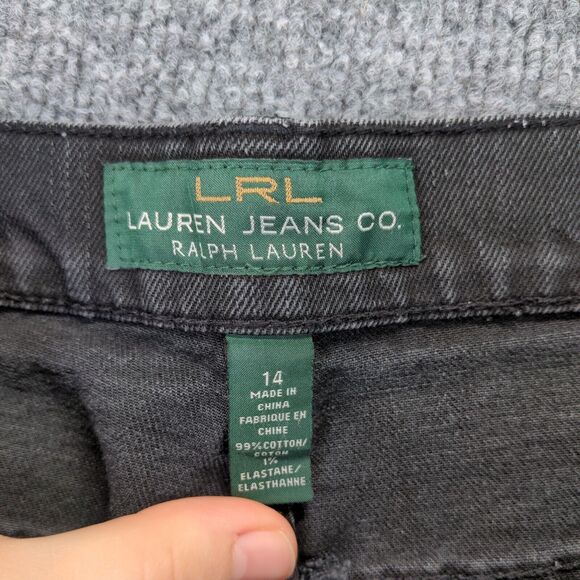 LRL
LAUREN JEANS CO.
RALPH LAUREN
14
MADE IN
CHINA
FABRIQUE EN
CHINE
99% COTTON/
COTON
1%
ELASTANE/
ELASTHANNE